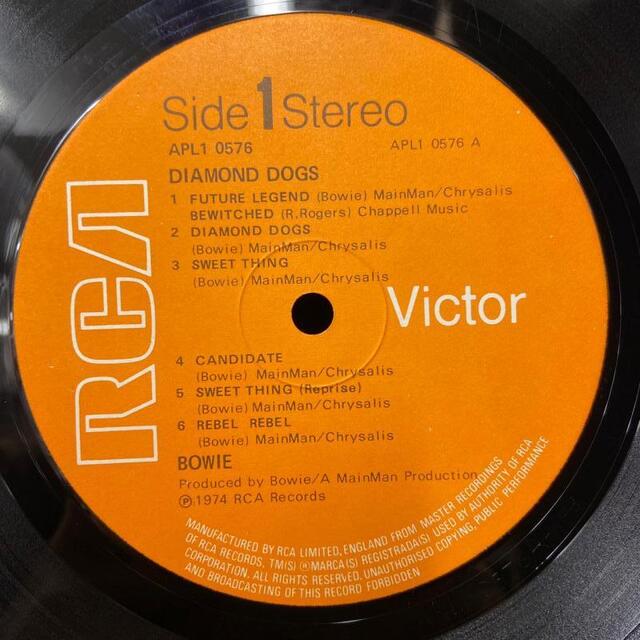 RCA
Side 1 Stereo
APL1 0576
APL1 0576 A
DIAMOND DOGS
1 FUTURE LEGEND (Bowie) MainMan/Chrysalis
BEWITCHED (R.Rogers) Chappell Music
2 DIAMOND DOGS
(Bowie) MainMan/Chrysalis
3 SWEET THING
(Bowie) MainMan/Chrysalis
Victor
4 CANDIDATE
(Bowie) MainMan/Chrysalis
5 SWEET THING (Reprise)
(Bowie) MainMan/Chrysalis
6 REBEL REBEL
(Bowie) MainMan/Chrysalis
BOWIE
Produced by Bowie/A MainMan Production
℗ 1974 RCA Records
MANUFACTURED BY RCA LIMITED, ENGLAND FROM MASTER RECORDINGS
OF RCA RECORDS, TM(S) ® MARCA(S) REGISTRADA(S) USED BY AUTHORITY OF RCA
CORPORATION. ALL RIGHTS RESERVED. UNAUTHORISED COPYING, PUBLIC PERFORMANCE
AND BROADCASTING OF THIS RECORD FORBIDDEN